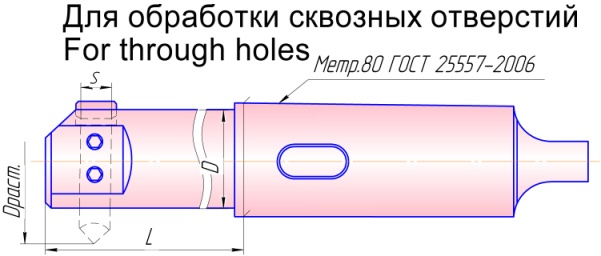 Для обработки сквозных отверстий
For through holes
Метр.80 ГОСТ 25557-2006
S
D
Dраст.
L